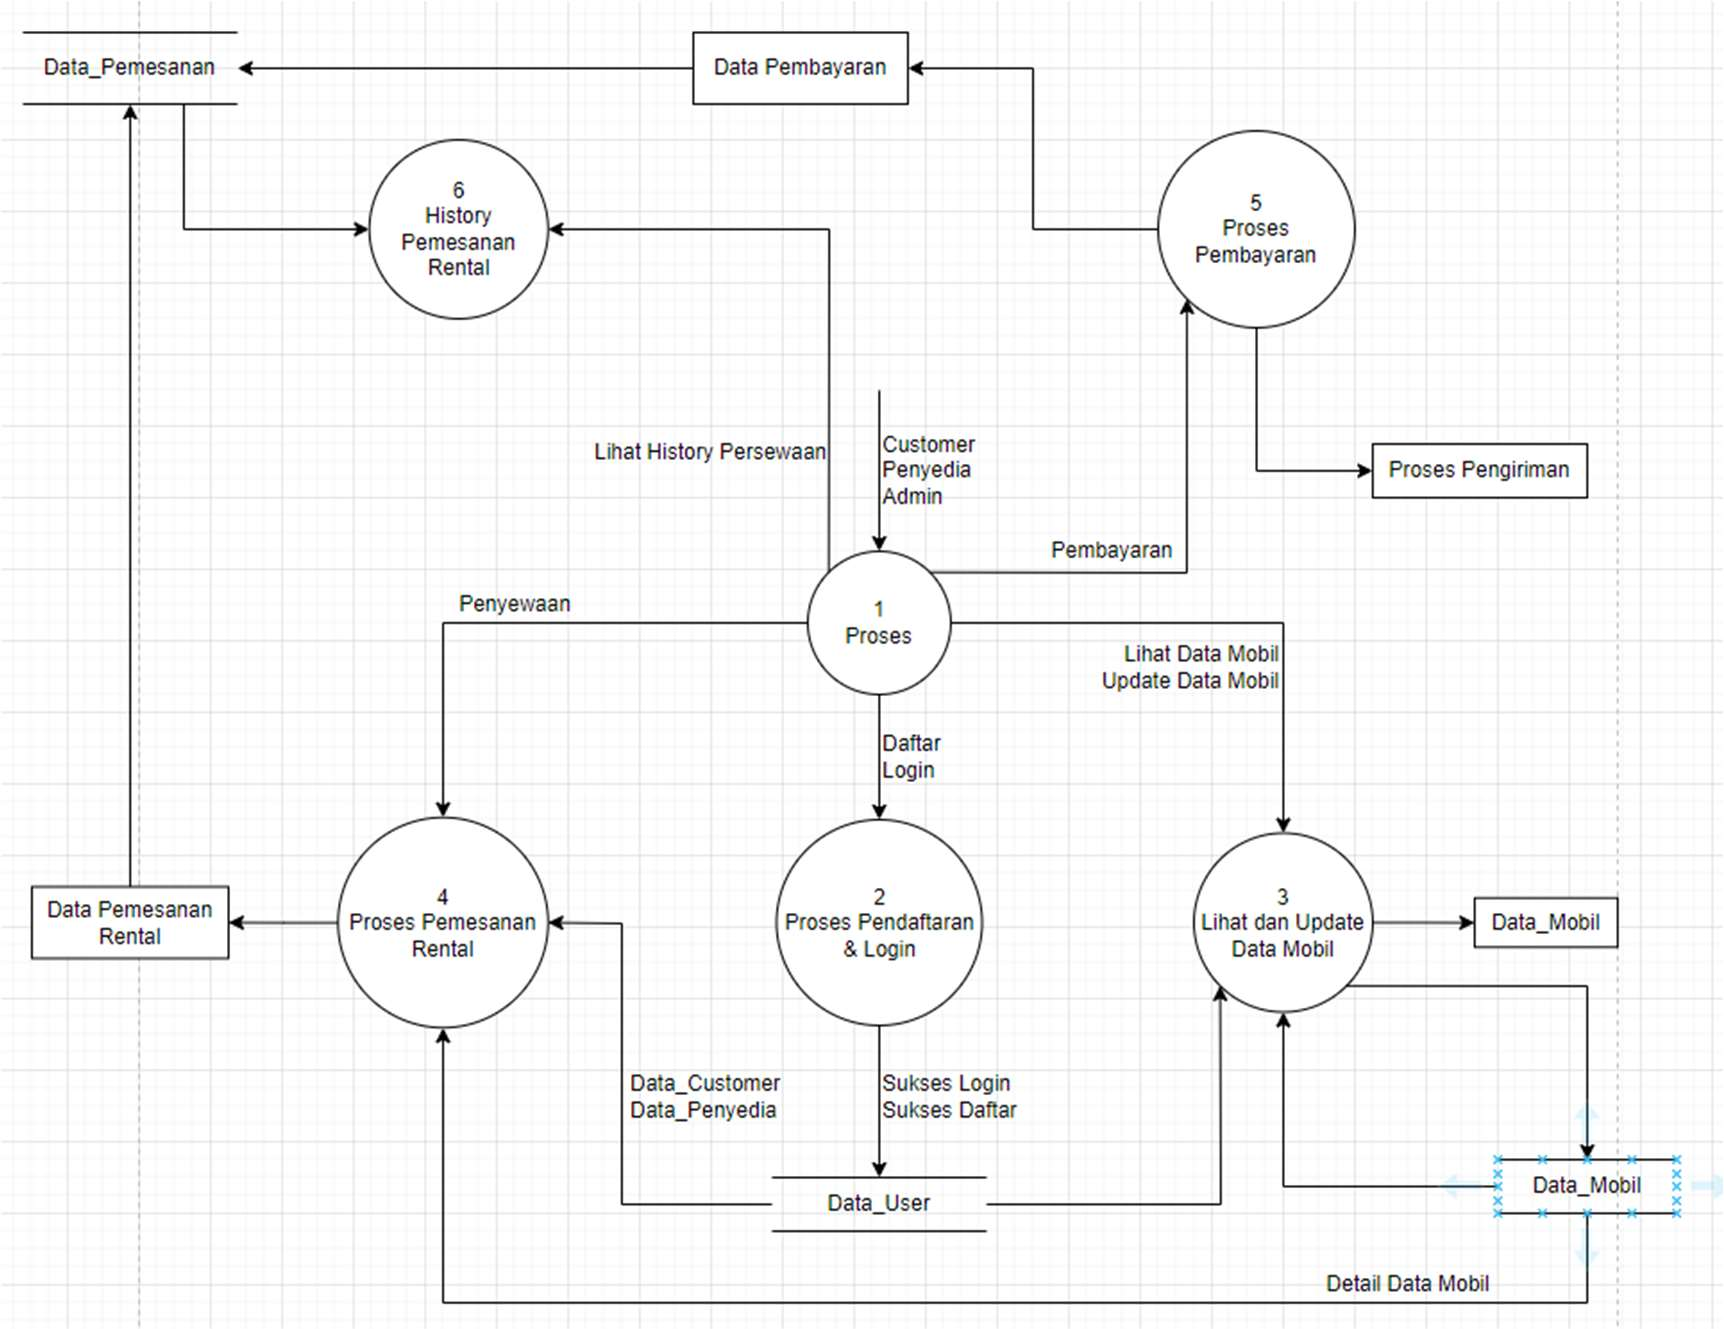 Data_Pemesanan
Data Pembayaran
6
History
Pemesanan
Rental
5
Proses
Pembayaran
Lihat History Persewaan
Customer
Penyedia
Admin
Proses Pengiriman
Pembayaran
Penyewaan
1
Proses
Lihat Data Mobil
Update Data Mobil
Daftar
Login
Data Pemesanan
Rental
4
Proses Pemesanan
Rental
2
Proses Pendaftaran
& Login
3
Lihat dan Update
Data Mobil
Data_Mobil
Data_Customer
Data_Penyedia
Sukses Login
Sukses Daftar
Data_User
Data_Mobil
Detail Data Mobil